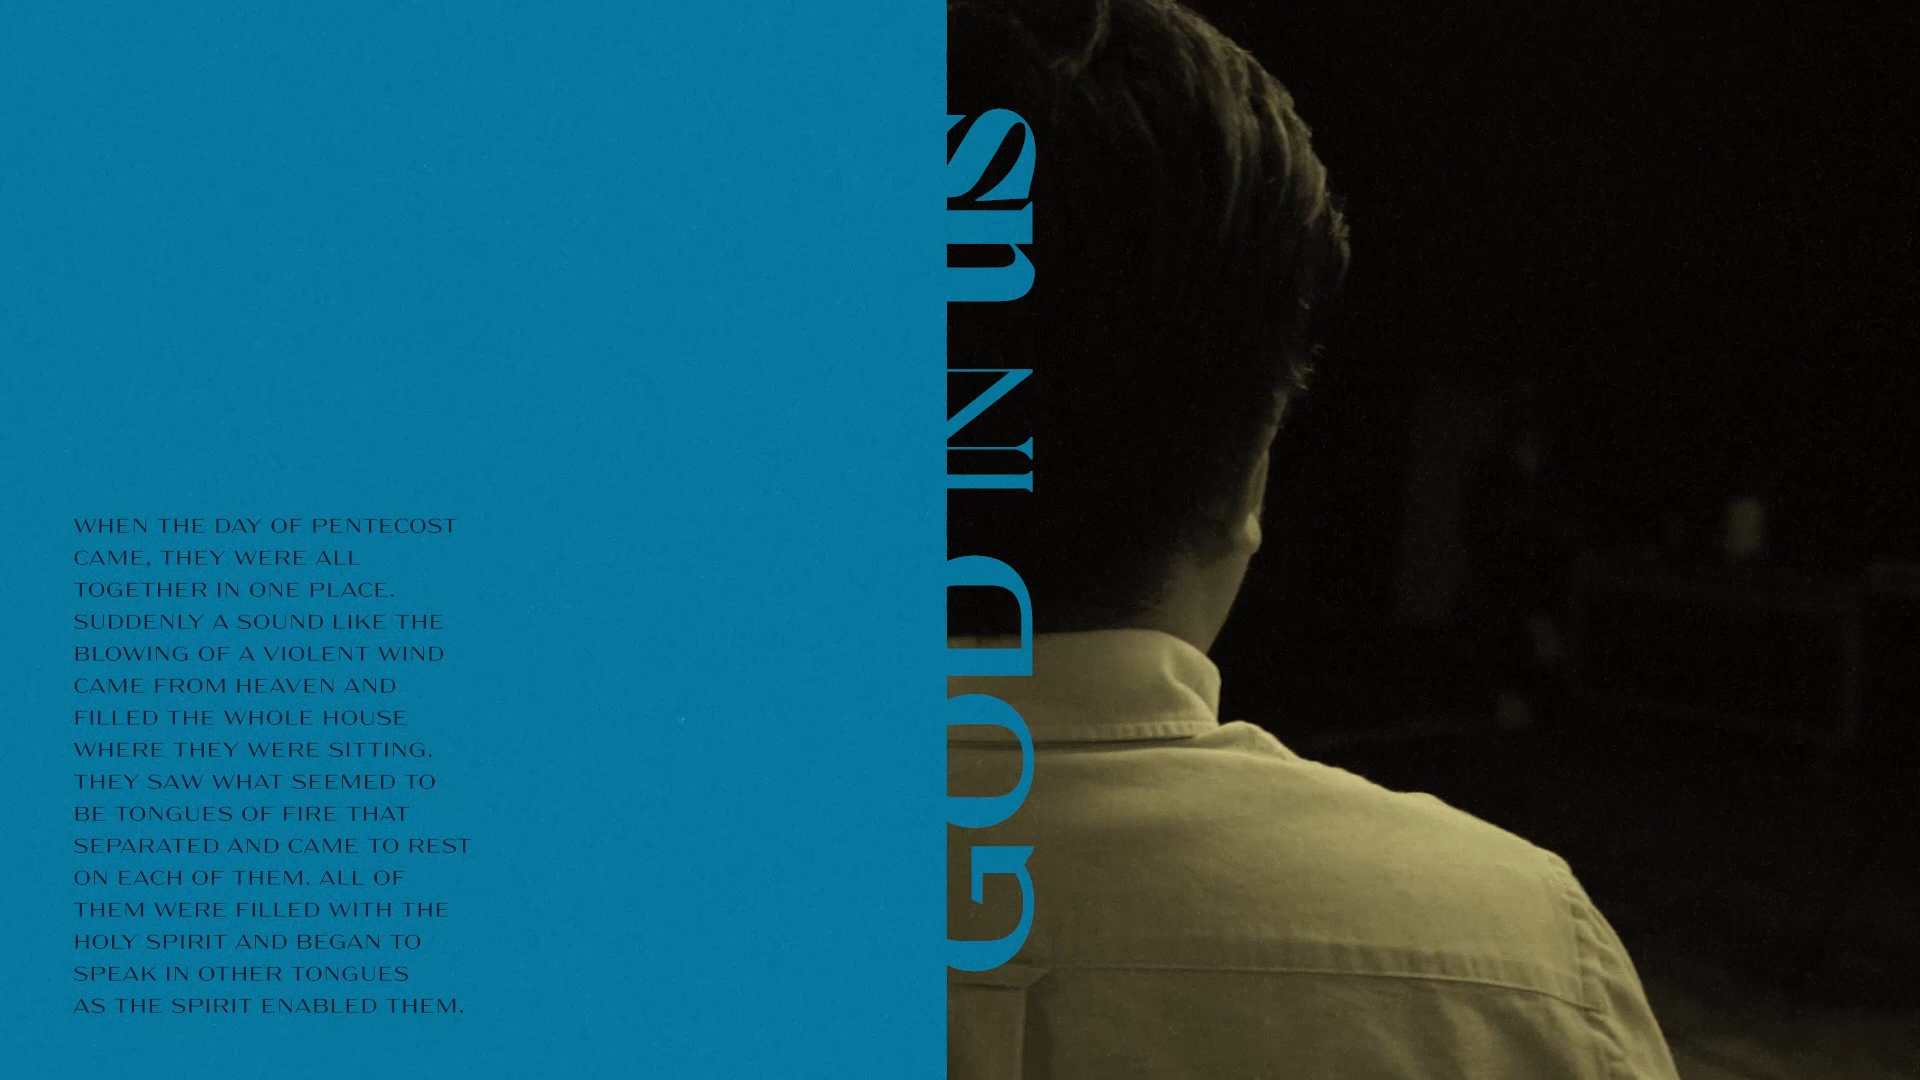 WHEN THE DAY OF PENTECOST
CAME, THEY WERE ALL
TOGETHER IN ONE PLACE.
SUDDENLY A SOUND LIKE THE
BLOWING OF A VIOLENT WIND
CAME FROM HEAVEN AND
FILLED THE WHOLE HOUSE
WHERE THEY WERE SITTING.
THEY SAW WHAT SEEMED TO
BE TONGUES OF FIRE THAT
SEPARATED AND CAME TO REST
ON EACH OF THEM. ALL OF
THEM WERE FILLED WITH THE
HOLY SPIRIT AND BEGAN TO
SPEAK IN OTHER TONGUES
AS THE SPIRIT ENABLED THEM.
GOD IN us